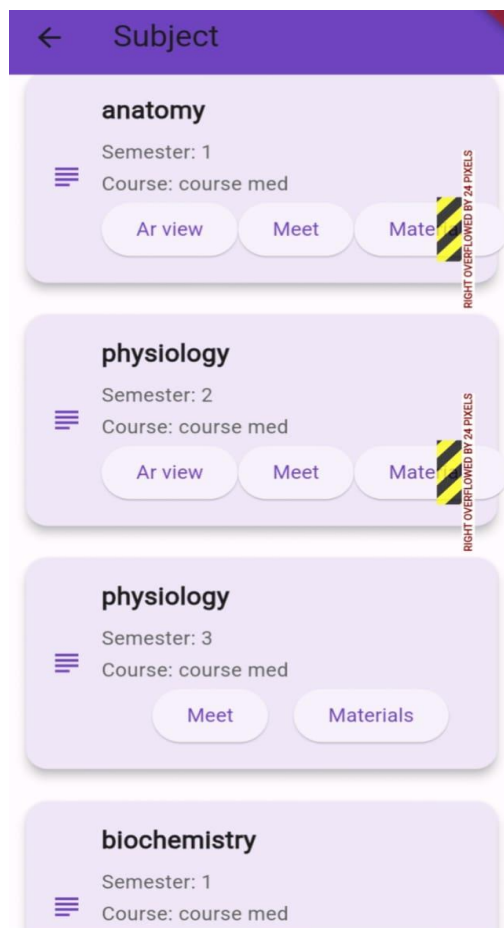 Subject
anatomy
Semester: 1
Course: course med
Ar view Meet
RIGHT OVERFLOWED BY 24 PIXELS
physiology
Semester: 2
Course: course med
Ar view Meet
RIGHT OVERFLOWED BY 24 PIXELS
physiology
Semester: 3
Course: course med
Meet Materials
biochemistry
Semester: 1
Course: course med